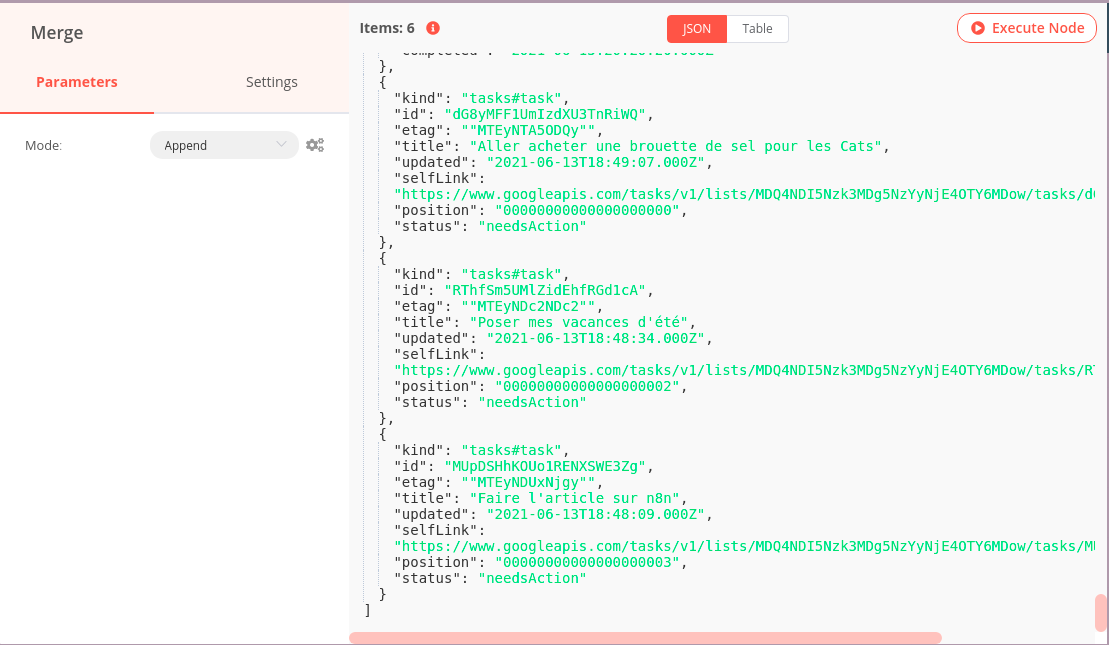 Merge
Parameters
Settings
Mode:
Append
Items: 6
JSON
Table
Execute Node
},
{
"kind": "tasks#task",
"id": "dG8yMFF1UmIzdXU3TnRiWQ",
"etag": ""MTEyNTA5ODQy"",
"title": "Aller acheter une brouette de sel pour les Cats",
"updated": "2021-06-13T18:49:07.000Z",
"selfLink":
"https://www.googleapis.com/tasks/v1/lists/MDQ4NDI5Nzk3MDg5NzYyNjE4OTY6MDow/tasks/d
"position": "00000000000000000000",
"status": "needsAction"
},
{
"kind": "tasks#task",
"id": "RThfSm5UMlZidEhfRGd1cA",
"etag": ""MTEyNDc2NDc2"",
"title": "Poser mes vacances d'été",
"updated": "2021-06-13T18:48:34.000Z",
"selfLink":
"https://www.googleapis.com/tasks/v1/lists/MDQ4NDI5Nzk3MDg5NzYyNjE4OTY6MDow/tasks/R
"position": "00000000000000000002",
"status": "needsAction"
},
{
"kind": "tasks#task",
"id": "MUpDSHhKOUo1RENXSWE3Zg",
"etag": ""MTEyNDUxNjgy"",
"title": "Faire l'article sur n8n",
"updated": "2021-06-13T18:48:09.000Z",
"selfLink":
"https://www.googleapis.com/tasks/v1/lists/MDQ4NDI5Nzk3MDg5NzYyNjE4OTY6MDow/tasks/M
"position": "00000000000000000003",
"status": "needsAction"
}
]